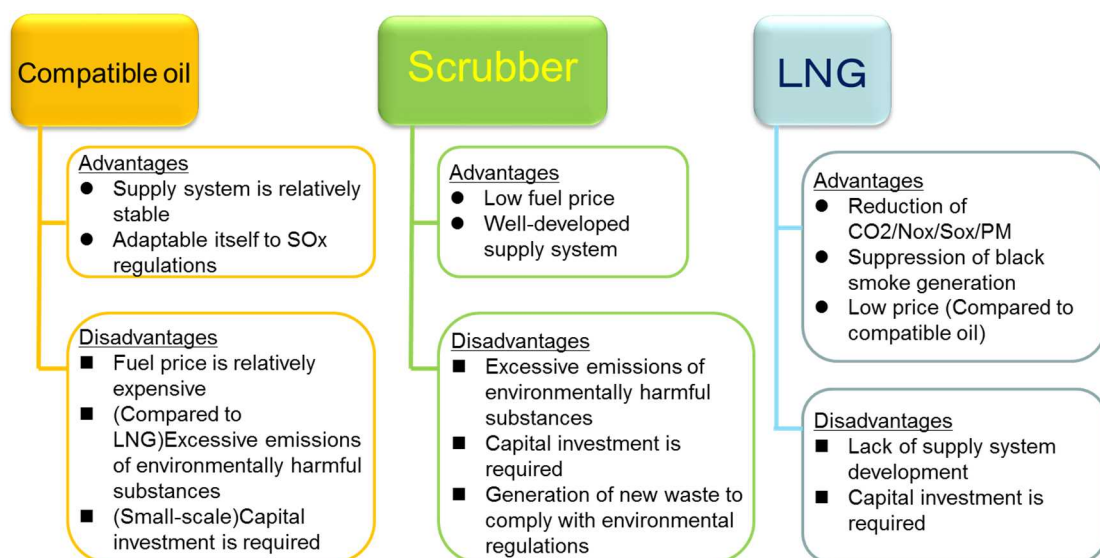 Compatible oil
Advantages
● Supply system is relatively
stable
● Adaptable itself to SOx
regulations
Disadvantages
■ Fuel price is relatively
expensive
■ (Compared to
LNG)Excessive emissions
of environmentally harmful
substances
■ (Small-scale)Capital
investment is required
Scrubber
Advantages
● Low fuel price
● Well-developed
supply system
Disadvantages
■ Excessive emissions of
environmentally harmful
substances
■ Capital investment is
required
■ Generation of new waste to
comply with environmental
regulations
LNG
Advantages
● Reduction of
CO2/Nox/Sox/PM
● Suppression of black
smoke generation
● Low price (Compared to
compatible oil)
Disadvantages
■ Lack of supply system
development
■ Capital investment is
required